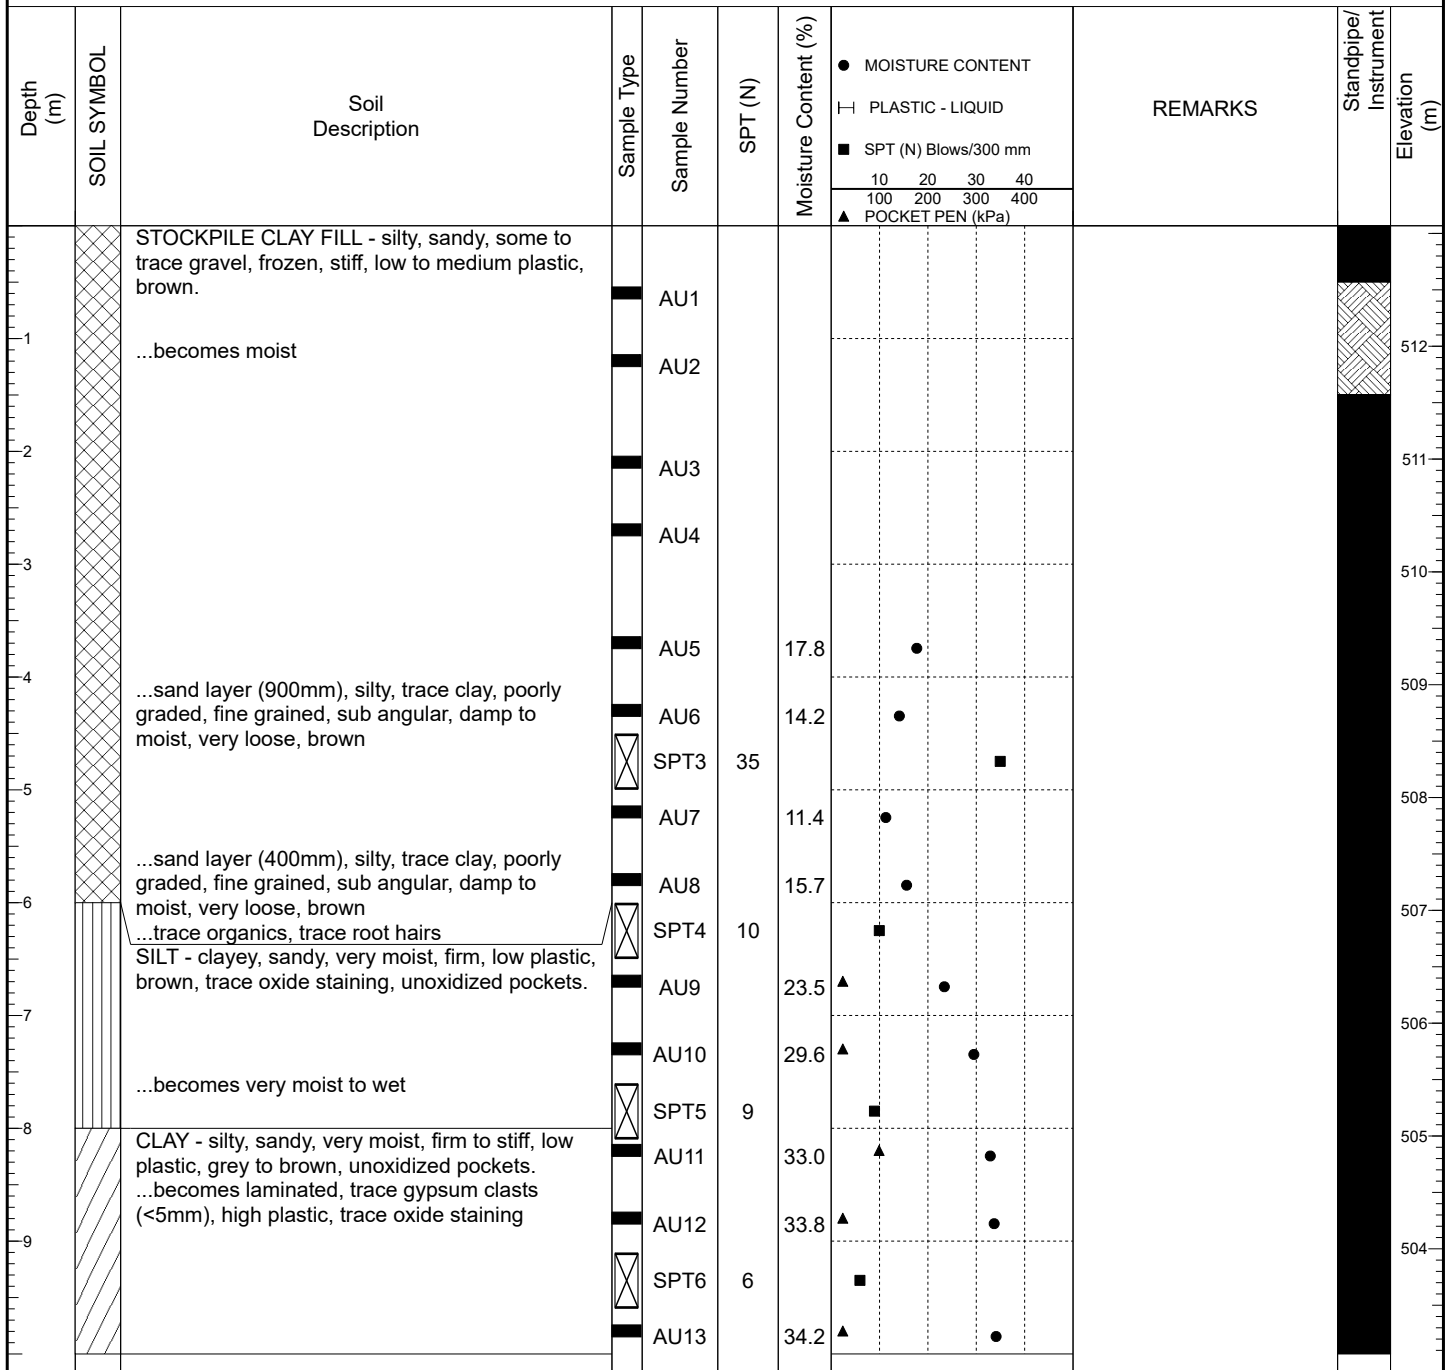 Depth
(m)
SOIL SYMBOL
Soil
Description
Sample Type
Sample Number
SPT (N)
Moisture Content (%)
MOISTURE CONTENT
PLASTIC - LIQUID
SPT (N) Blows/300 mm
10 20 30 40
100 200 300 400
POCKET PEN (kPa)
REMARKS
Standpipe/
Instrument
Elevation
(m)
STOCKPILE CLAY FILL - silty, sandy, some to
trace gravel, frozen, stiff, low to medium plastic,
brown.
AU1
1
...becomes moist
AU2
512
2
AU3
511
AU4
3
510
AU5 17.8
4
...sand layer (900mm), silty, trace clay, poorly
graded, fine grained, sub angular, damp to
moist, very loose, brown
509
AU6 14.2
SPT3 35
5
508
AU7 11.4
...sand layer (400mm), silty, trace clay, poorly
graded, fine grained, sub angular, damp to
moist, very loose, brown
AU8 15.7
6
507
...trace organics, trace root hairs
SPT4 10
SILT - clayey, sandy, very moist, firm, low plastic,
brown, trace oxide staining, unoxidized pockets.
AU9 23.5
7
506
AU10 29.6
...becomes very moist to wet
SPT5 9
8
505
CLAY - silty, sandy, very moist, firm to stiff, low
plastic, grey to brown, unoxidized pockets.
AU11 33.0
...becomes laminated, trace gypsum clasts
(<5mm), high plastic, trace oxide staining
AU12 33.8
9
504
SPT6 6
AU13 34.2